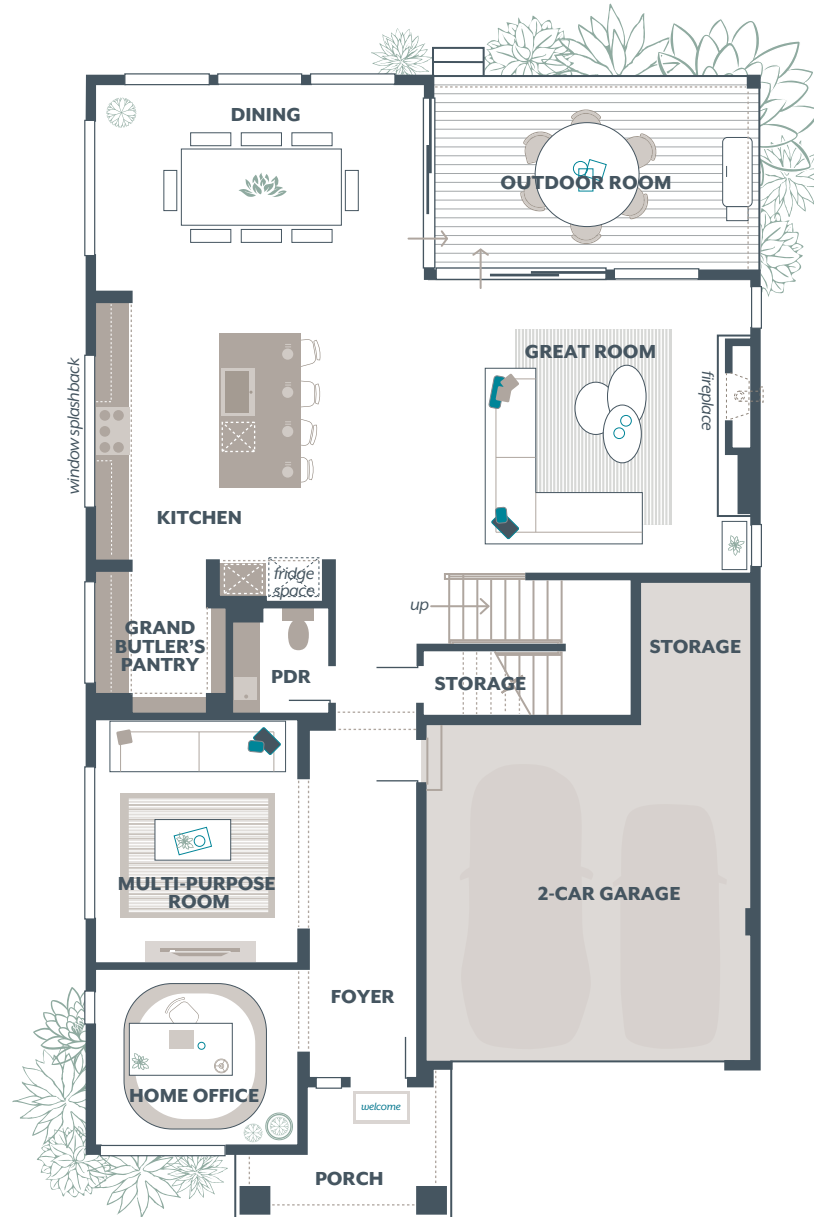 DINING
OUTDOOR ROOM
GREAT ROOM
fireplace
window splashback
KITCHEN
fridge
space
up
GRAND
BUTLER'S
PANTRY
PDR
STORAGE
STORAGE
MULTI-PURPOSE
ROOM
2-CAR GARAGE
FOYER
HOME OFFICE
welcome
PORCH